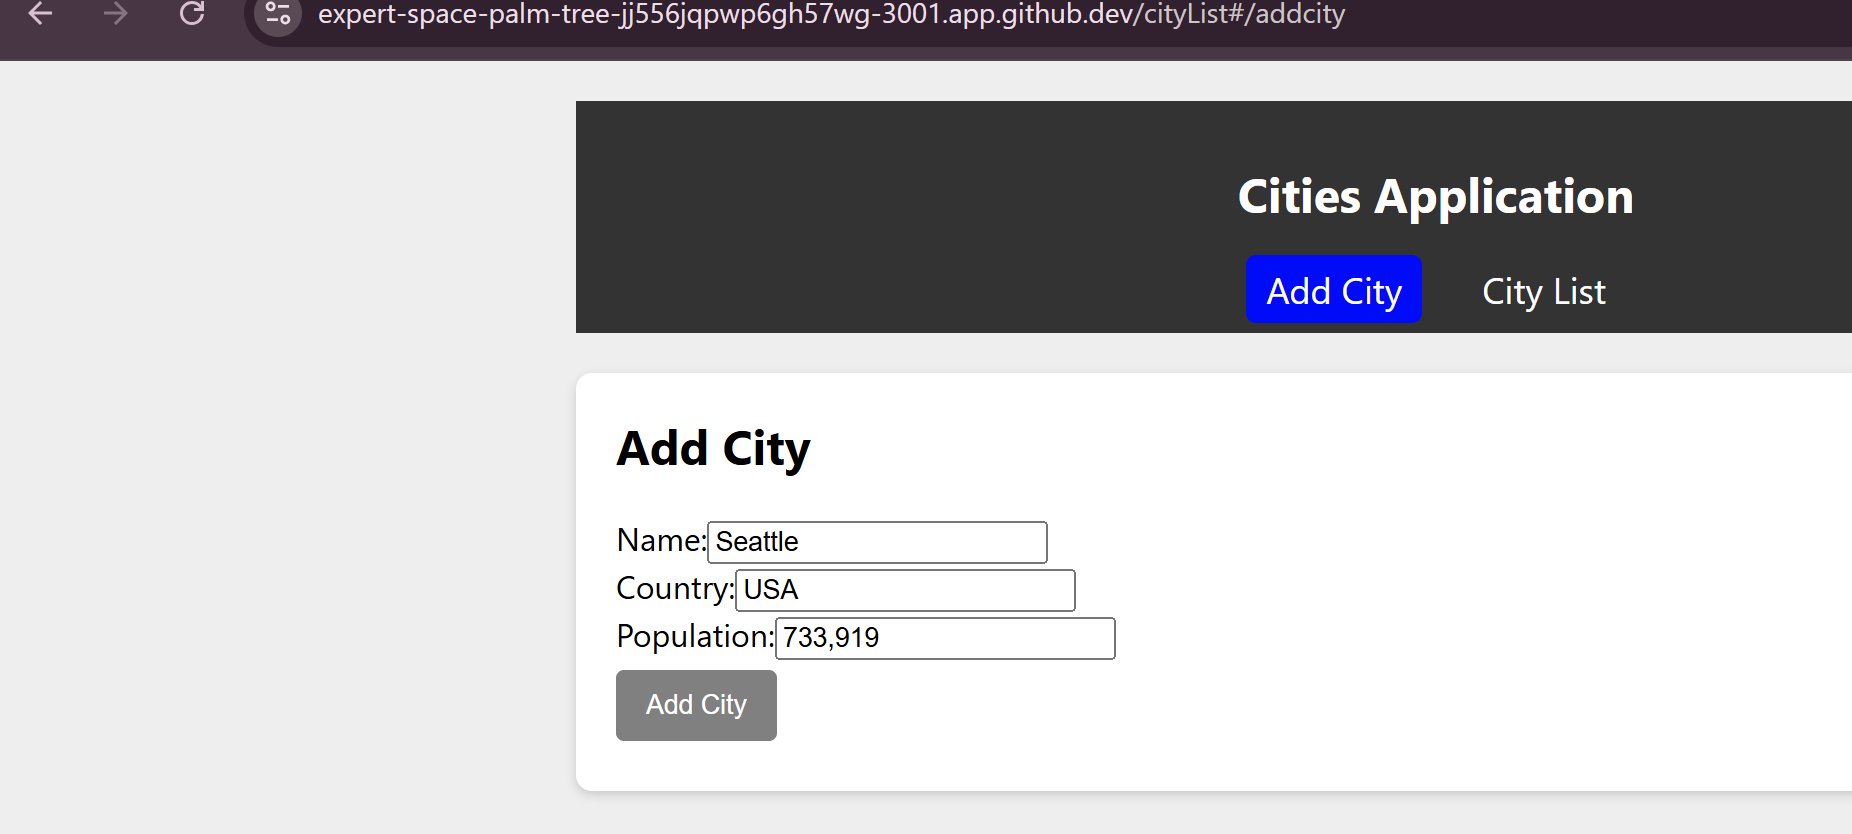 expert-space-palm-tree-jj556jqpwp6gh57wg-3001.app.github.dev/cityList#/addcity
Cities Application
Add City City List
Add City
Name: Seattle
Country: USA
Population: 733,919
Add City